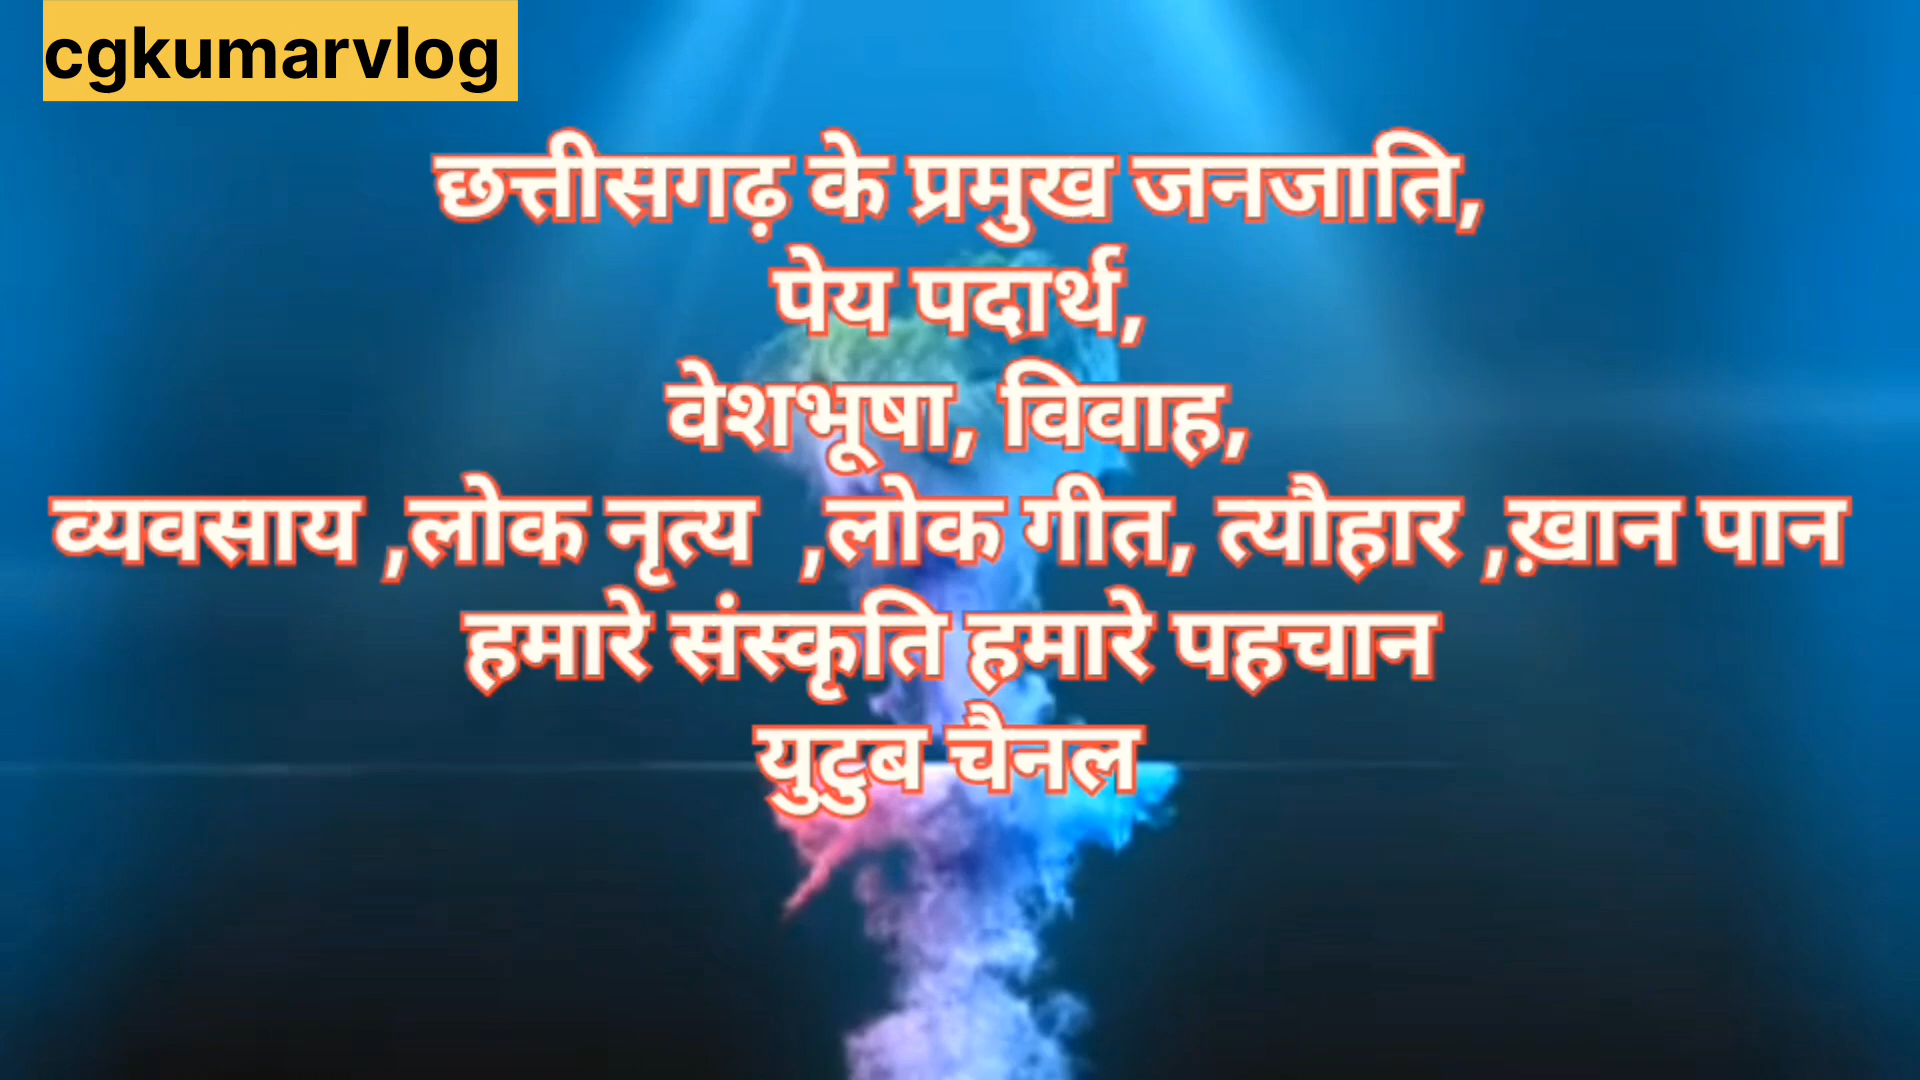 cgkumarvlog
छत्तीसगढ़ के प्रमुख जनजाति,
पेय पदार्थ,
वेशभूषा, विवाह,
व्यवसाय ,लोक नृत्य ,लोक गीत, त्यौहार ,ख़ान पान
हमारे संस्कृति हमारे पहचान
युटुब चैनल